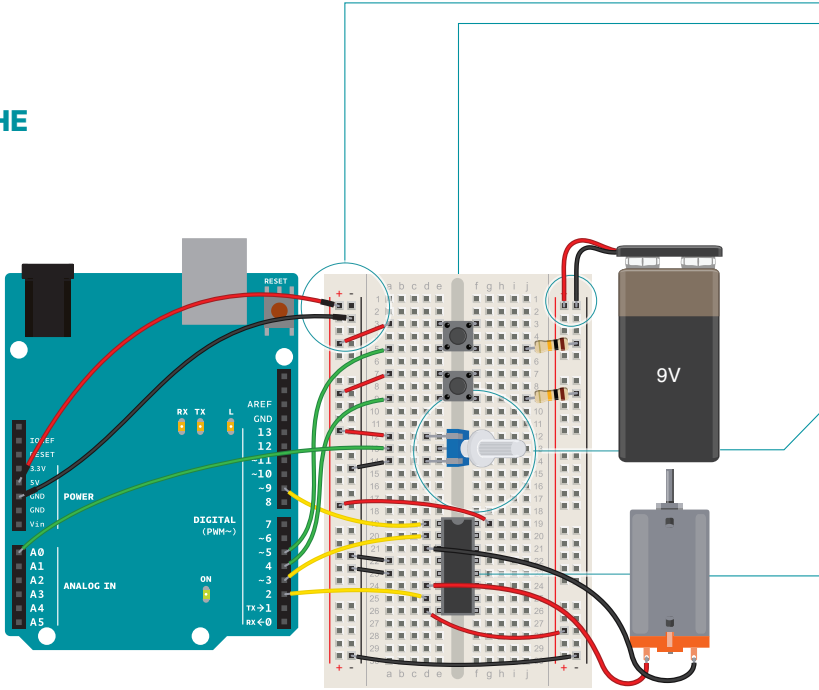 HE
RESET
AREF
GND
RX TX L
13
12
~11
~10
~9
8
IOREF
RESET
3.3V
5V
GND
GND
Vin
POWER
DIGITAL
(PWM~)
7
~6
~5
4
~3
2
TX→1
RX←0
A0
A1
A2
A3
A4
A5
ANALOG IN
ON
+ -
a b c d e
f g h i j
+ -
a b c d e
f g h i j
9V